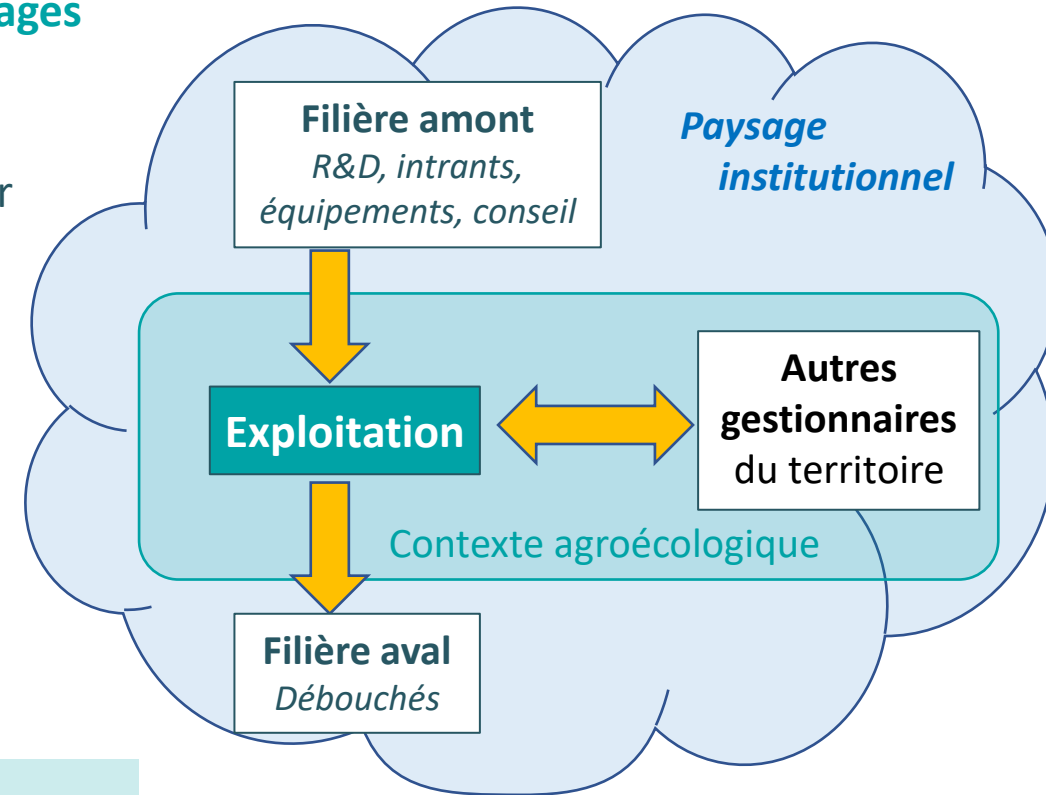 ages
r
Filière amont
R&D, intrants,
équipements, conseil
Paysage
institutionnel
Exploitation
Autres
gestionnaires
du territoire
Contexte agroécologique
Filière aval
Débouchés